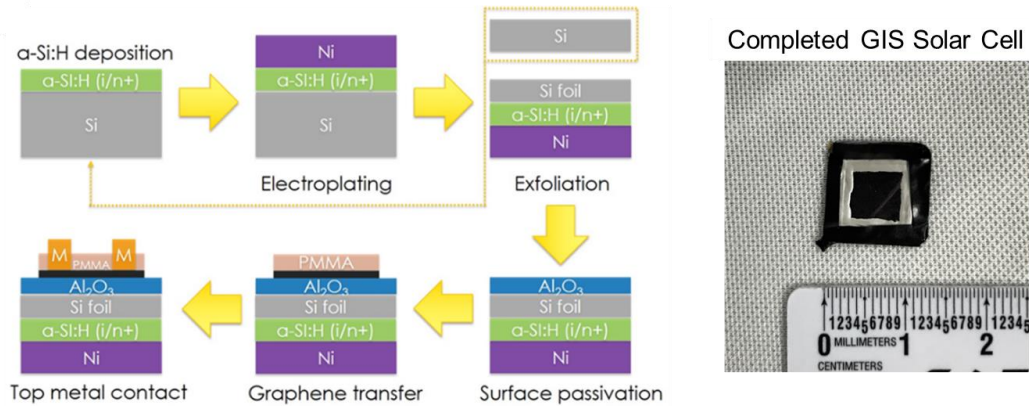 α-Si:H deposition
α-SI:H (i/n+)
Si
Ni
α-SI:H (i/n+)
Si
Electroplating
Si
Si foil
α-SI:H (i/n+)
Ni
Exfoliation
M
PMMA
M
Al₂O₃
Si foil
α-SI:H (i/n+)
Ni
Top metal contact
PMMA
Al₂O₃
Si foil
α-SI:H (i/n+)
Ni
Graphene transfer
Al₂O₃
Si foil
α-SI:H (i/n+)
Ni
Surface passivation
Completed GIS Solar Cell
123456789 123456789 12345
0 MILLIMETERS 1 2
CENTIMETERS